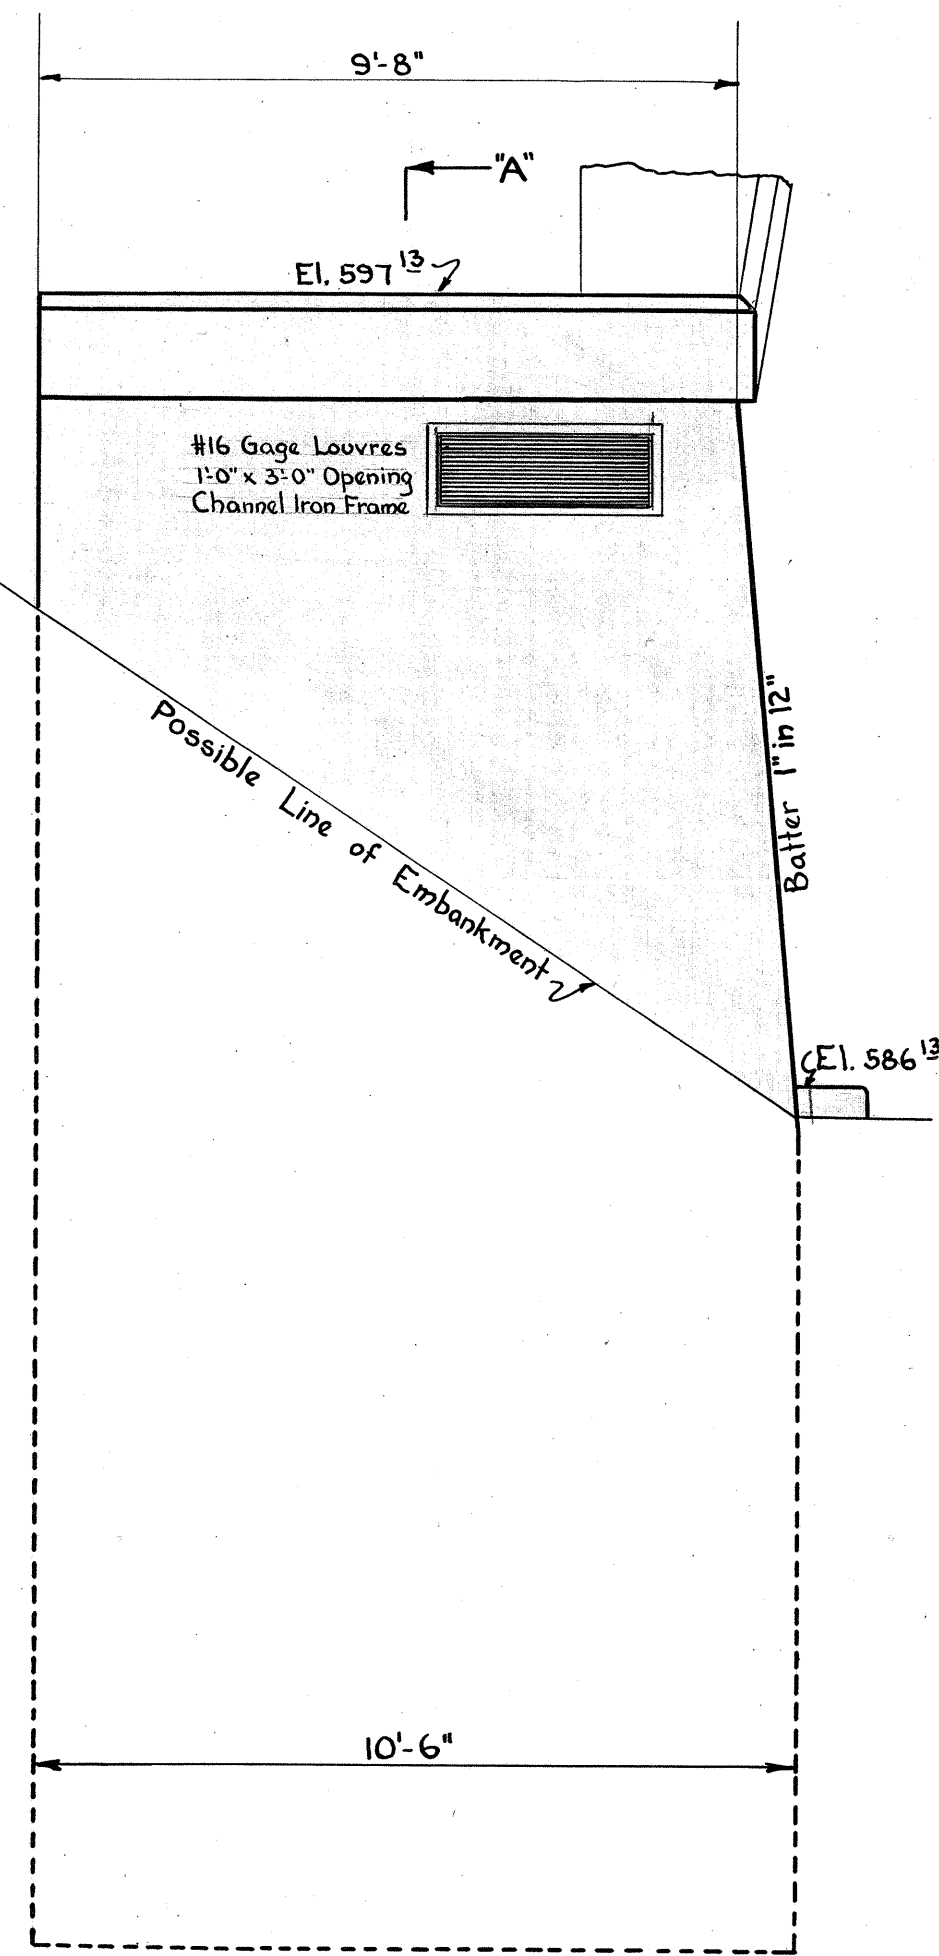 9'-8"
"A"
El. 597 13
#16 Gage Louvres
1'-0" x 3'-0" Opening
Channel Iron Frame
Batter 1" in 12"
Possible Line of Embankment
El. 586 13
10'-6"